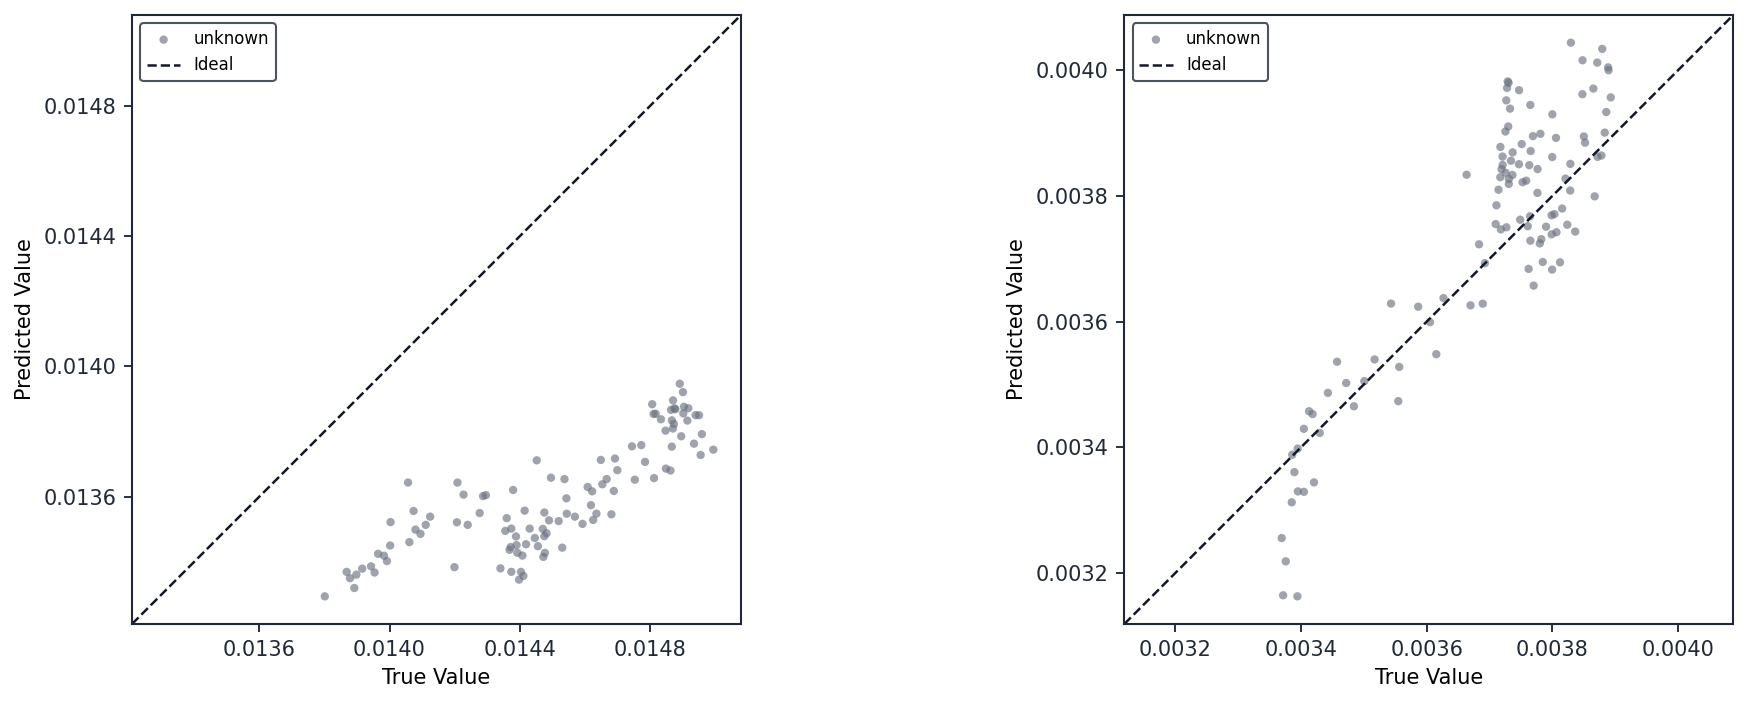 unknown
Ideal
0.0148
0.0144
0.0140
0.0136
Predicted Value
0.0136 0.0140 0.0144 0.0148
True Value
unknown
Ideal
0.0040
0.0038
0.0036
0.0034
0.0032
Predicted Value
0.0032 0.0034 0.0036 0.0038 0.0040
True Value